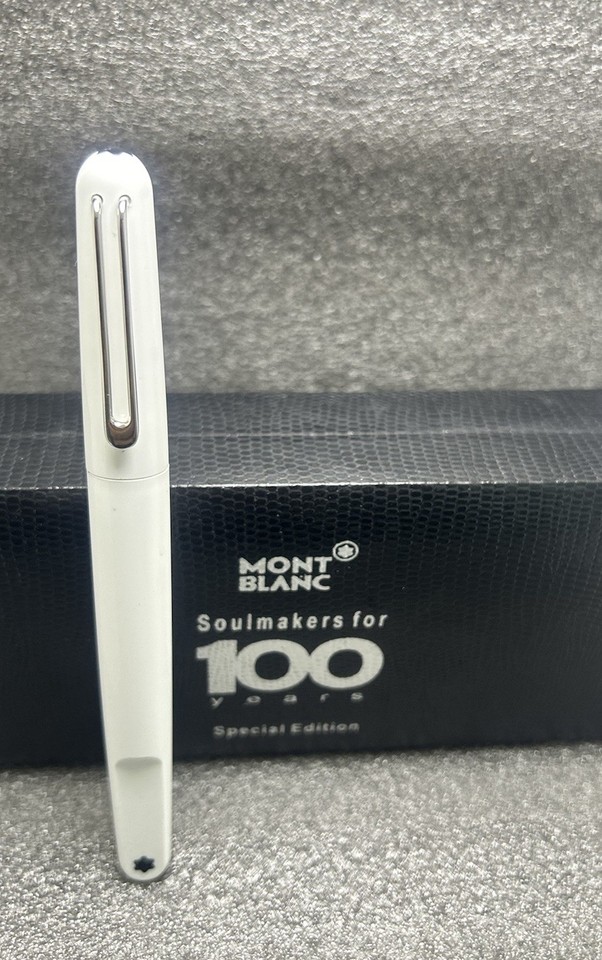 MONT
BLANC
Soulmakers for
100
years
Special Edition